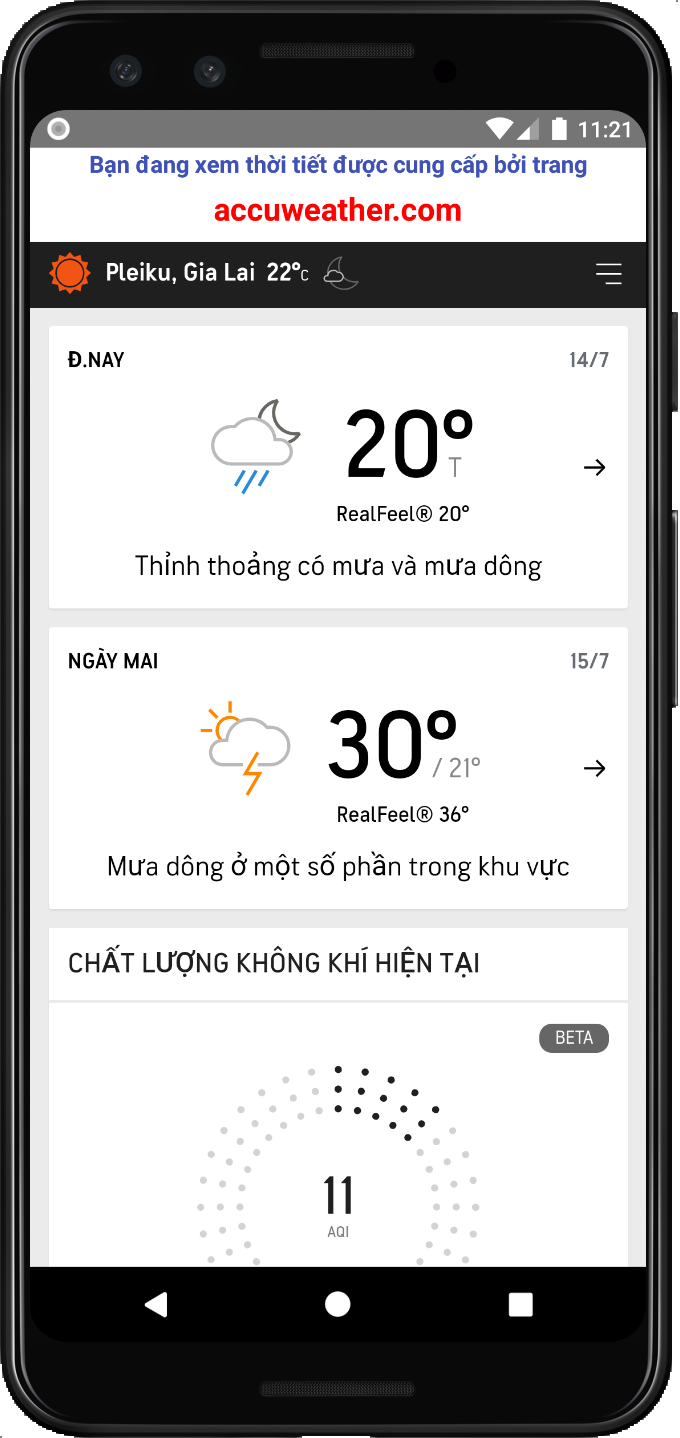 11:21
Bạn đang xem thời tiết được cung cấp bởi trang
accuweather.com
Pleiku, Gia Lai 22°C
Đ.NAY 14/7
20°
T
RealFeel® 20°
Thỉnh thoảng có mưa và mưa dông
NGÀY MAI 15/7
30° / 21°
RealFeel® 36°
Mưa dông ở một số phần trong khu vực
CHẤT LƯỢNG KHÔNG KHÍ HIỆN TẠI
BETA
11
AQI